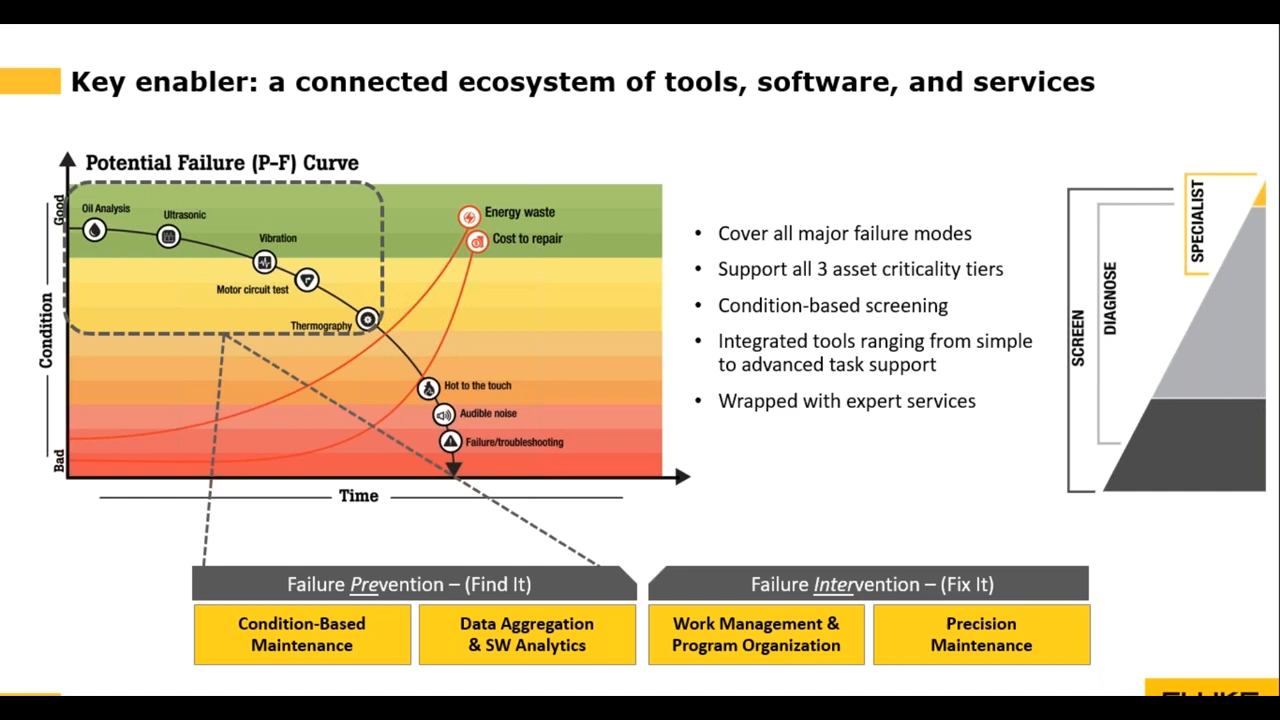 Key enabler: a connected ecosystem of tools, software, and services
Potential Failure (P–F) Curve
Good
Condition
Bad
Oil Analysis
Ultrasonic
Vibration
Motor circuit test
Thermography
Energy waste
Cost to repair
Hot to the touch
Audible noise
Failure/troubleshooting
Time
• Cover all major failure modes
• Support all 3 asset criticality tiers
• Condition-based screening
• Integrated tools ranging from simple
to advanced task support
• Wrapped with expert services
SCREEN
DIAGNOSE
SPECIALIST
Failure Prevention – (Find It)
Failure Intervention – (Fix It)
Condition-Based
Maintenance
Data Aggregation
& SW Analytics
Work Management &
Program Organization
Precision
Maintenance